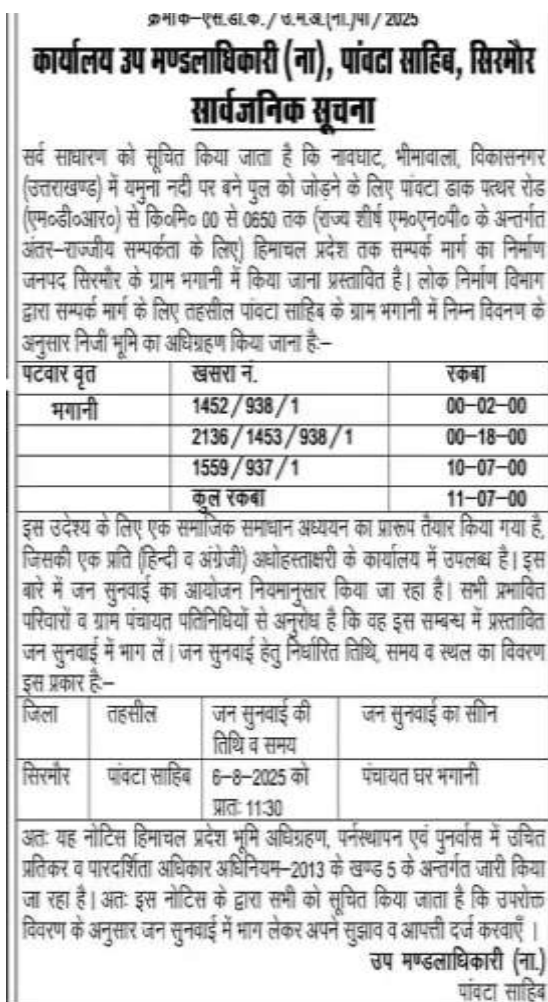 क्रमांक–एस.डी.के./उ.म.अ.(ना.)पां/2025
कार्यालय उप मण्डलाधिकारी (ना), पांवटा साहिब, सिरमौर
सार्वजनिक सूचना
सर्व साधारण को सूचित किया जाता है कि नावघाट, भीमावाला, विकासनगर
(उत्तराखण्ड) में यमुना नदी पर बने पुल को जोड़ने के लिए पांवटा डाक पत्थर रोड
(एम०डी०आर०) से कि०मि० 00 से 0650 तक (राज्य शीर्ष एम०एन०पी० के अन्तर्गत
अंतर–राज्जीय सम्पर्कता के लिए) हिमाचल प्रदेश तक सम्पर्क मार्ग का निर्माण
जनपद सिरमौर के ग्राम भगानी में किया जाना प्रस्तावित है। लोक निर्माण विभाग
द्वारा सम्पर्क मार्ग के लिए तहसील पांवटा साहिब के ग्राम भगानी में निम्न विवनण के
अनुसार निजी भूमि का अधिग्रहण किया जाना है:–
पटवार वृत खसरा नं. रकबा
भगानी 1452/938/1 00–02–00
2136/1453/938/1 00–18–00
1559/937/1 10–07–00
कुल रकबा 11–07–00
इस उदेश्य के लिए एक समाजिक समाधान अध्ययन का प्रारूप तैयार किया गया है,
जिसकी एक प्रति (हिन्दी व अंग्रेजी) अधोहस्ताक्षरी के कार्यालय में उपलब्ध है। इस
बारे में जन सुनवाई का आयोजन नियमानुसार किया जा रहा है। सभी प्रभावित
परिवारों व ग्राम पंचायत पतिनिधियों से अनुरोध है कि वह इस सम्बन्ध में प्रस्तावित
जन सुनवाई में भाग लें। जन सुनवाई हेतु निर्धारित तिथि, समय व स्थल का विवरण
इस प्रकार है:–
जिला तहसील जन सुनवाई की जन सुनवाई का साीन
तिथि व समय
सिरमौर पांवटा साहिब 6–8–2025 को पंचायत घर भगानी
प्रात: 11:30
अतः यह नोटिस हिमाचल प्रदेश भूमि अधिग्रहण, पर्नस्थापन एवं पुनर्वास में उचित
प्रतिकर व पारदर्शिता अधिकार अधिनियम–2013 के खण्ड 5 के अन्तर्गत जारी किया
जा रहा है। अतः इस नोटिस के द्वारा सभी को सूचित किया जाता है कि उपरोक्त
विवरण के अनुसार जन सुनवाई में भाग लेकर अपने सुझाव व आपत्ती दर्ज करवाएँ ।
उप मण्डलाधिकारी (ना.)
पांवटा साहिब